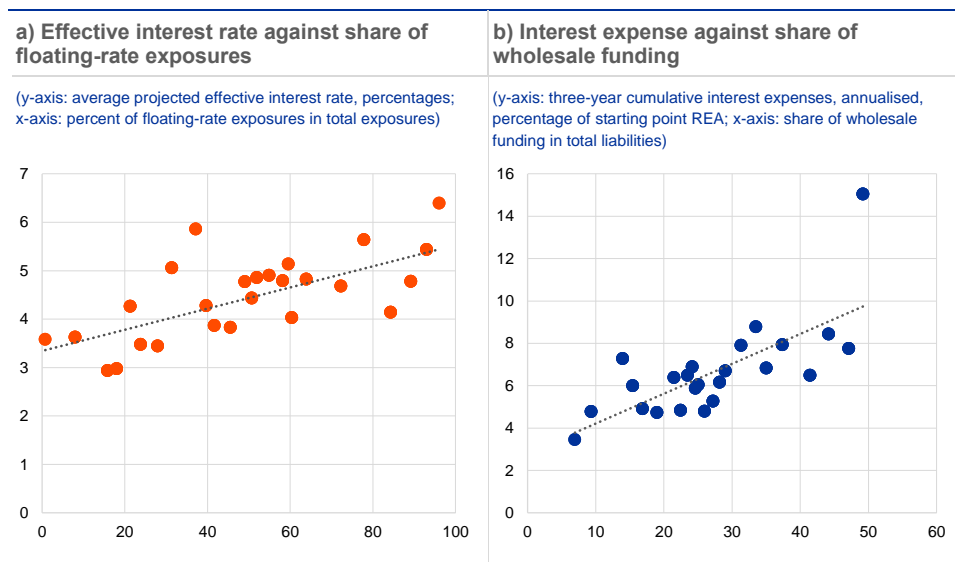 a) Effective interest rate against share of
floating-rate exposures
(y-axis: average projected effective interest rate, percentages;
x-axis: percent of floating-rate exposures in total exposures)
7
6
5
4
3
2
1
0
0 20 40 60 80 100
b) Interest expense against share of
wholesale funding
(y-axis: three-year cumulative interest expenses, annualised,
percentage of starting point REA; x-axis: share of wholesale
funding in total liabilities)
16
14
12
10
8
6
4
2
0
0 10 20 30 40 50 60